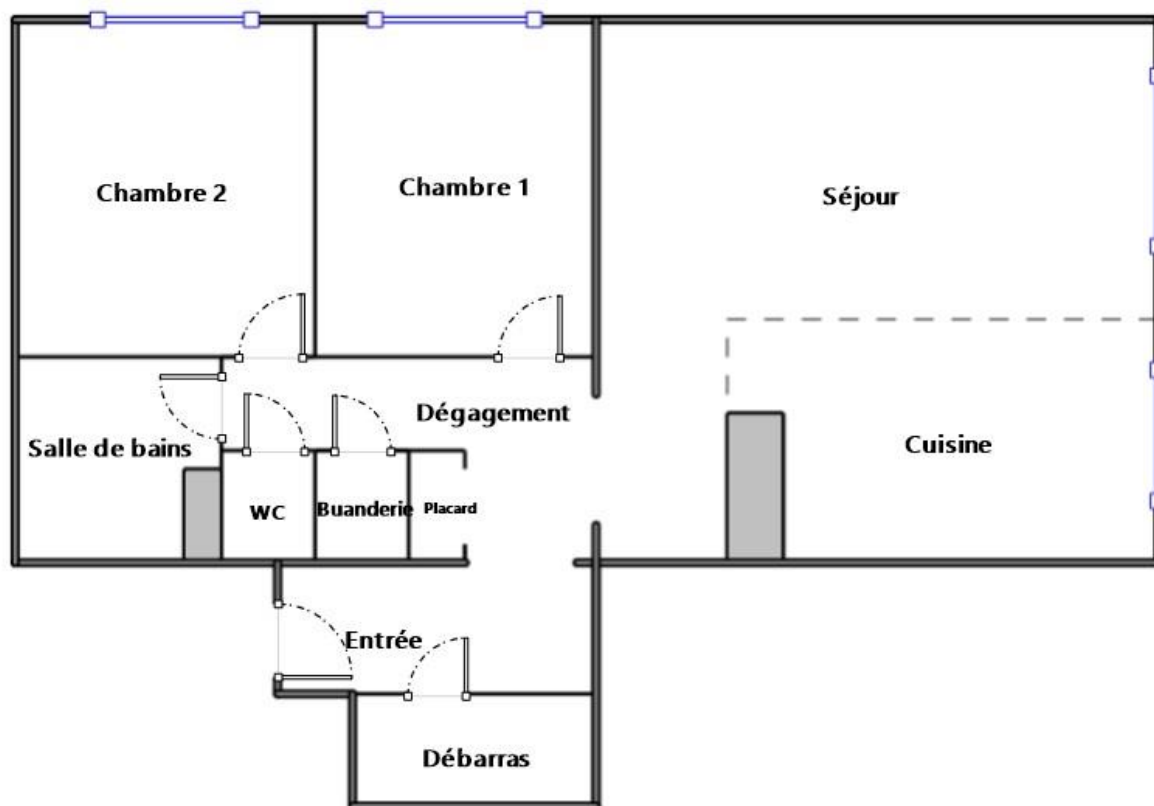 Chambre 2
Chambre 1
Séjour
Dégagement
Salle de bains
Cuisine
WC
Buanderie
Placard
Entrée
Débarras